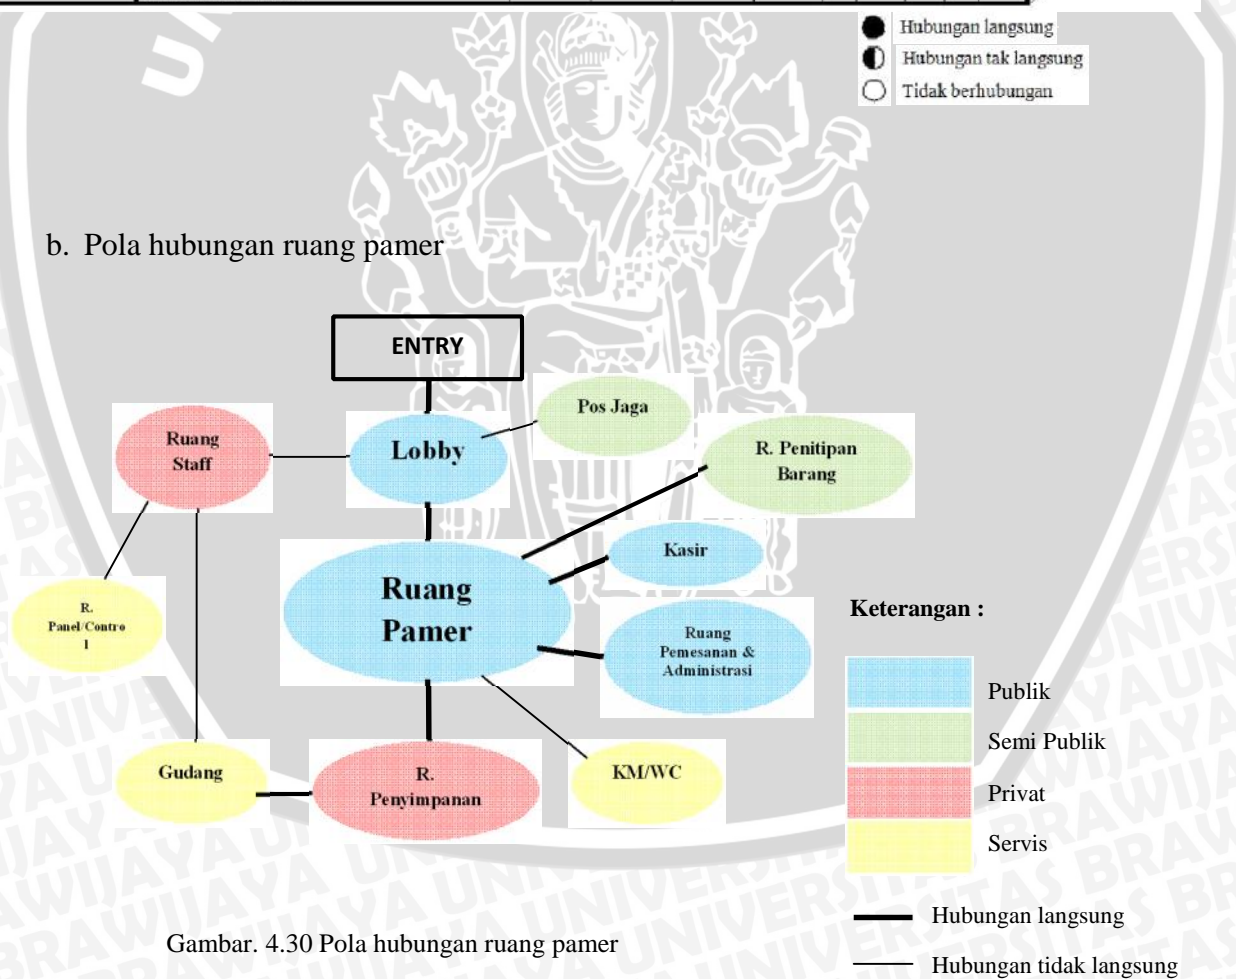 Hubungan langsung
Hubungan tak langsung
Tidak berhubungan
b. Pola hubungan ruang pamer
ENTRY
Pos Jaga
Ruang
Staff
Lobby
R. Penitipan
Barang
Kasir
Ruang
Pamer
R.
Panel/Contro
l
Ruang
Pemesanan &
Administrasi
Keterangan :
Publik
Semi Publik
Gudang
R.
Penyimpanan
KM/WC
Privat
Servis
Hubungan langsung
Gambar. 4.30 Pola hubungan ruang pamer
Hubungan tidak langsung